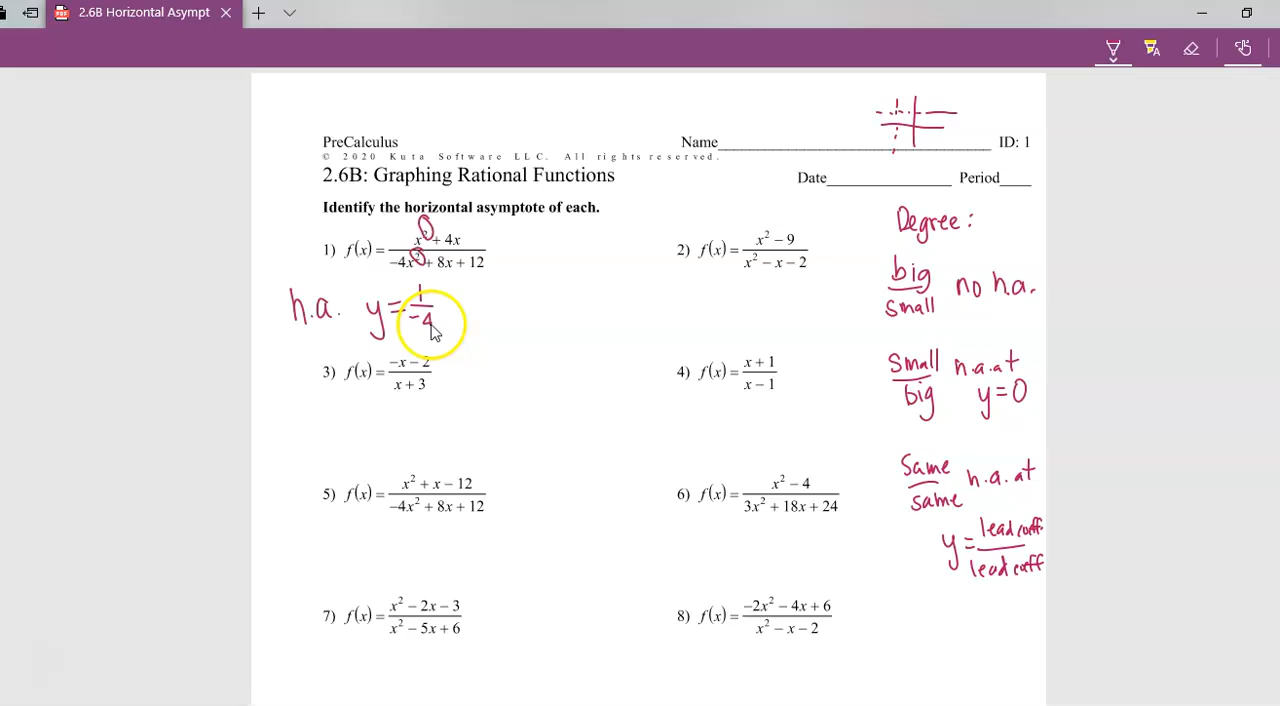 2.6B Horizontal Asympt
PreCalculus
Name ID: 1
© 2020 Kuta Software LLC. All rights reserved.
2.6B: Graphing Rational Functions
Date Period
Identify the horizontal asymptote of each.
1) f(x) = (x² + 4x)/(-4x² + 8x + 12)
h.a. y = 1/-4
2) f(x) = (x² - 9)/(x² - x - 2)
3) f(x) = (-x - 2)/(x + 3)
4) f(x) = (x + 1)/(x - 1)
5) f(x) = (x² + x - 12)/(-4x² + 8x + 12)
6) f(x) = (x² - 4)/(3x² + 18x + 24)
7) f(x) = (x² - 2x - 3)/(x² - 5x + 6)
8) f(x) = (-2x² - 4x + 6)/(x² - x - 2)
Degree:
big/small no h.a.
small/big h.a. at
y = 0
Same/same h.a. at
y = lead coeff./lead coeff